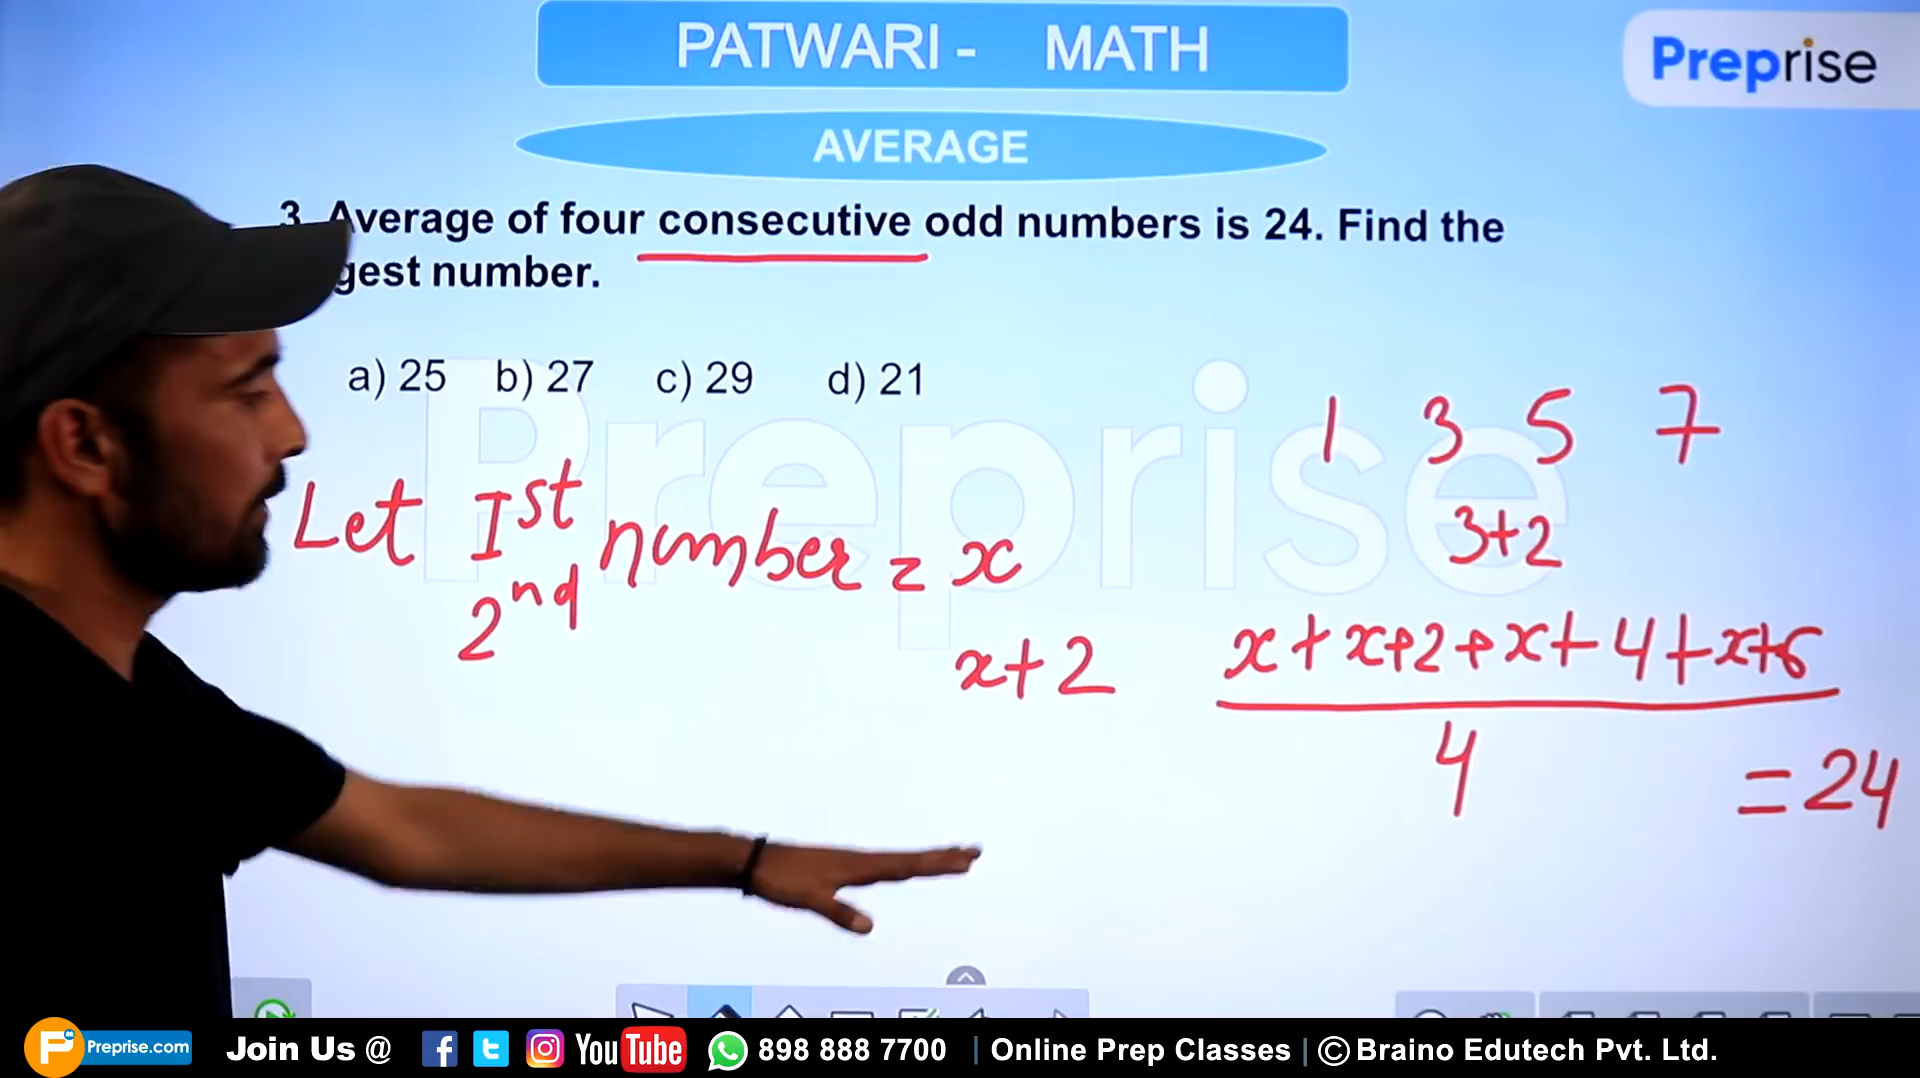 PATWARI - MATH
Preprise
AVERAGE
3. Average of four consecutive odd numbers is 24. Find the
gest number.
a) 25 b) 27 c) 29 d) 21
Preprise
1 3 5 7
3+2
Let Ist number = x
2nd
x+2
x+x+2+x+4+x+6
4
= 24
Preprise.com Join Us @ YouTube 898 888 7700 | Online Prep Classes | © Braino Edutech Pvt. Ltd.